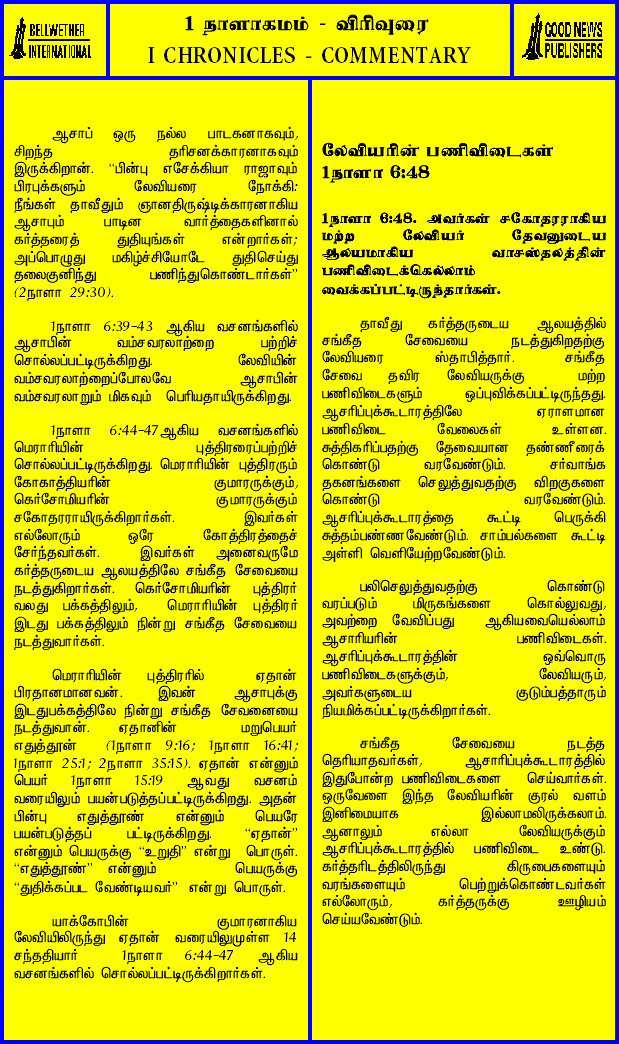 BELLWETHER
INTERNATIONAL
1 நாளாகமம் - விரிவுரை
I CHRONICLES - COMMENTARY
GOOD NEWS
PUBLISHERS
ஆசாப் ஒரு நல்ல பாடகனாகவும்,
சிறந்த தரிசனக்காரனாகவும்
இருக்கிறான். “பின்பு எசேக்கியா ராஜாவும்
பிரபுக்களும் லேவியரை நோக்கி:
நீங்கள் தாவீதும் ஞானதிருஷ்டிக்காரனாகிய
ஆசாபும் பாடின வார்த்தைகளினால்
கர்த்தரைத் துதியுங்கள் என்றார்கள்;
அப்பொழுது மகிழ்ச்சியோடே துதிசெய்து
தலைகுனிந்து பணிந்துகொண்டார்கள்”
(2நாளா 29:30).
1நாளா 6:39-43 ஆகிய வசனங்களில்
ஆசாபின் வம்சவரலாற்றை பற்றிச்
சொல்லப்பட்டிருக்கிறது. லேவியின்
வம்சவரலாற்றைப்போலவே ஆசாபின்
வம்சவரலாறும் மிகவும் பெரியதாயிருக்கிறது.
1நாளா 6:44-47ஆகிய வசனங்களில்
மெராரியின் புத்திரரைப்பற்றிச்
சொல்லப்பட்டிருக்கிறது. மெராரியின் புத்திரரும்
கோகாத்தியரின் குமாரருக்கும்,
கெர்சோமியரின் குமாரருக்கும்
சகோதரராயிருக்கிறார்கள். இவர்கள்
எல்லோரும் ஒரே கோத்திரத்தைச்
சேர்ந்தவர்கள். இவர்கள் அனைவருமே
கர்த்தருடைய ஆலயத்திலே சங்கீத சேவையை
நடத்துகிறார்கள். கெர்சோமியரின் புத்திரர்
வலது பக்கத்திலும், மெராரியின் புத்திரர்
இடது பக்கத்திலும் நின்று சங்கீத சேவையை
நடத்துவார்கள்.
மெராரியின் புத்திரரில் ஏதான்
பிரதானமானவன். இவன் ஆசாபுக்கு
இடதுபக்கத்திலே நின்று சங்கீத சேவனையை
நடத்துவான். ஏதானின் மறுபெயர்
எதுத்தூன் (1நாளா 9:16; 1நாளா 16:41;
1நாளா 25:1; 2நாளா 35:15). ஏதான் என்னும்
பெயர் 1நாளா 15:19 ஆவது வசனம்
வரையிலும் பயன்படுத்தப்பட்டிருக்கிறது. அதன்
பின்பு எதுத்தூண் என்னும் பெயரே
பயன்படுத்தப் பட்டிருக்கிறது. “ஏதான்”
என்னும் பெயருக்கு “உறுதி” என்று பொருள்.
“எதுத்தூண்” என்னும் பெயருக்கு
“துதிக்கப்பட வேண்டியவர்” என்று பொருள்.
யாக்கோபின் குமாரனாகிய
லேவியிலிருந்து ஏதான் வரையிலுமுள்ள 14
சந்ததியார் 1நாளா 6:44-47 ஆகிய
வசனங்களில் சொல்லப்பட்டிருக்கிறார்கள்.
லேவியரின் பணிவிடைகள்
1நாளா 6:48
1நாளா 6:48. அவர்கள் சகோதரராகிய
மற்ற லேவியர் தேவனுடைய
ஆலயமாகிய வாசஸ்தலத்தின்
பணிவிடைக்கெல்லாம்
வைக்கப்பட்டிருந்தார்கள்.
தாவீது கர்த்தருடைய ஆலயத்தில்
சங்கீத சேவையை நடத்துகிறதற்கு
லேவியரை ஸ்தாபித்தார். சங்கீத
சேவை தவிர லேவியருக்கு மற்ற
பணிவிடைகளும் ஒப்புவிக்கப்பட்டிருந்தது.
ஆசரிப்புக்கூடாரத்திலே ஏராளமான
பணிவிடை வேலைகள் உள்ளன.
சுத்திகரிப்பதற்கு தேவையான தண்ணீரைக்
கொண்டு வரவேண்டும். சர்வாங்க
தகனங்களை செலுத்துவதற்கு விறகுகளை
கொண்டு வரவேண்டும்.
ஆசரிப்புக்கூடாரத்தை கூட்டி பெருக்கி
சுத்தம்பண்ணவேண்டும். சாம்பல்களை கூட்டி
அள்ளி வெளியேற்றவேண்டும்.
பலிசெலுத்துவதற்கு கொண்டு
வரப்படும் மிருகங்களை கொல்லுவது,
அவற்றை வேவிப்பது ஆகியவையெல்லாம்
ஆசாரியரின் பணிவிடைகள்.
ஆசரிப்புக்கூடாரத்தின் ஒவ்வொரு
பணிவிடைகளுக்கும், லேவியரும்,
அவர்களுடைய குடும்பத்தாரும்
நியமிக்கப்பட்டிருக்கிறார்கள்.
சங்கீத சேவையை நடத்த
தெரியாதவர்கள், ஆசாரிப்புக்கூடாரத்தில்
இதுபோன்ற பணிவிடைகளை செய்வார்கள்.
ஒருவேளை இந்த லேவியரின் குரல் வளம்
இனிமையாக இல்லாமலிருக்கலாம்.
ஆனாலும் எல்லா லேவியருக்கும்
ஆசரிப்புக்கூடாரத்தில் பணிவிடை உண்டு.
கர்த்தரிடத்திலிருந்து கிருபைகளையும்
வரங்களையும் பெற்றுக்கொண்டவர்கள்
எல்லோரும், கர்த்தருக்கு ஊழியம்
செய்யவேண்டும்.